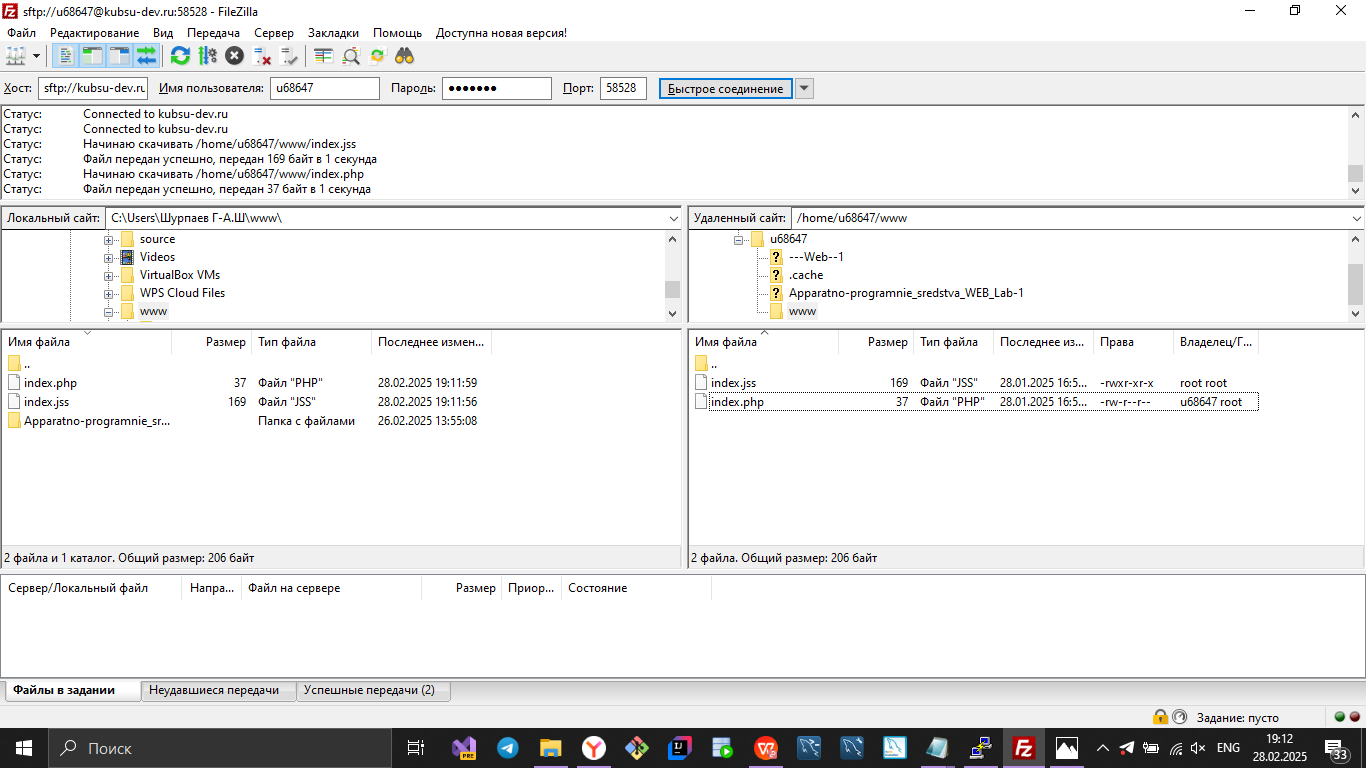 sftp://u68647@kubsu-dev.ru:58528 - FileZilla
Файл Редактирование Вид Передача Сервер Закладки Помощь Доступна новая версия!
Хост: sftp://kubsu-dev.ru Имя пользователя: u68647 Пароль: ●●●●●●● Порт: 58528 Быстрое соединение
Статус: Connected to kubsu-dev.ru
Статус: Connected to kubsu-dev.ru
Статус: Начинаю скачивать /home/u68647/www/index.jss
Статус: Файл передан успешно, передан 169 байт в 1 секунда
Статус: Начинаю скачивать /home/u68647/www/index.php
Статус: Файл передан успешно, передан 37 байт в 1 секунда
Локальный сайт: C:\Users\Шурпаев Г-А.Ш\www\
source
Videos
VirtualBox VMs
WPS Cloud Files
www
Удаленный сайт: /home/u68647/www
u68647
---Web--1
.cache
Apparatno-programnie_sredstva_WEB_Lab-1
www
Имя файла Размер Тип файла Последнее измен...
..
index.php 37 Файл "PHP" 28.02.2025 19:11:59
index.jss 169 Файл "JSS" 28.02.2025 19:11:56
Apparatno-programnie_sr... Папка с файлами 26.02.2025 13:55:08
2 файла и 1 каталог. Общий размер: 206 байт
Имя файла Размер Тип файла Последнее из... Права Владелец/Г...
..
index.jss 169 Файл "JSS" 28.01.2025 16:5... -rwxr-xr-x root root
index.php 37 Файл "PHP" 28.01.2025 16:5... -rw-r--r-- u68647 root
2 файла. Общий размер: 206 байт
Сервер/Локальный файл Напра... Файл на сервере Размер Приор... Состояние
Файлы в задании Неудавшиеся передачи Успешные передачи (2)
Задание: пусто
Поиск
PRE
ENG
19:12
28.02.2025
33